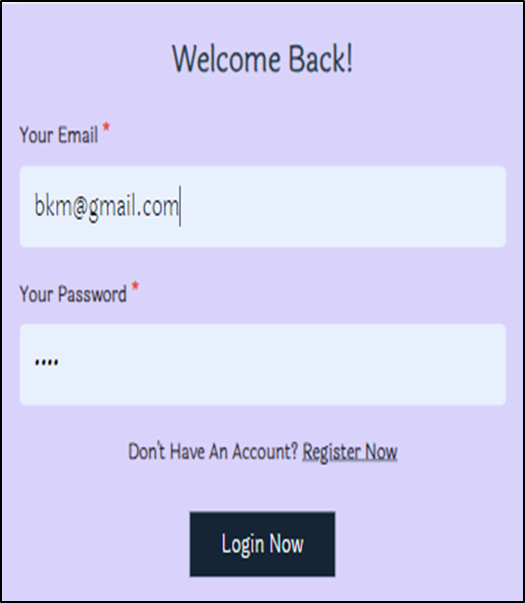 Welcome Back!
Your Email *
bkm@gmail.com
Your Password *
••••
Don't Have An Account? Register Now
Login Now